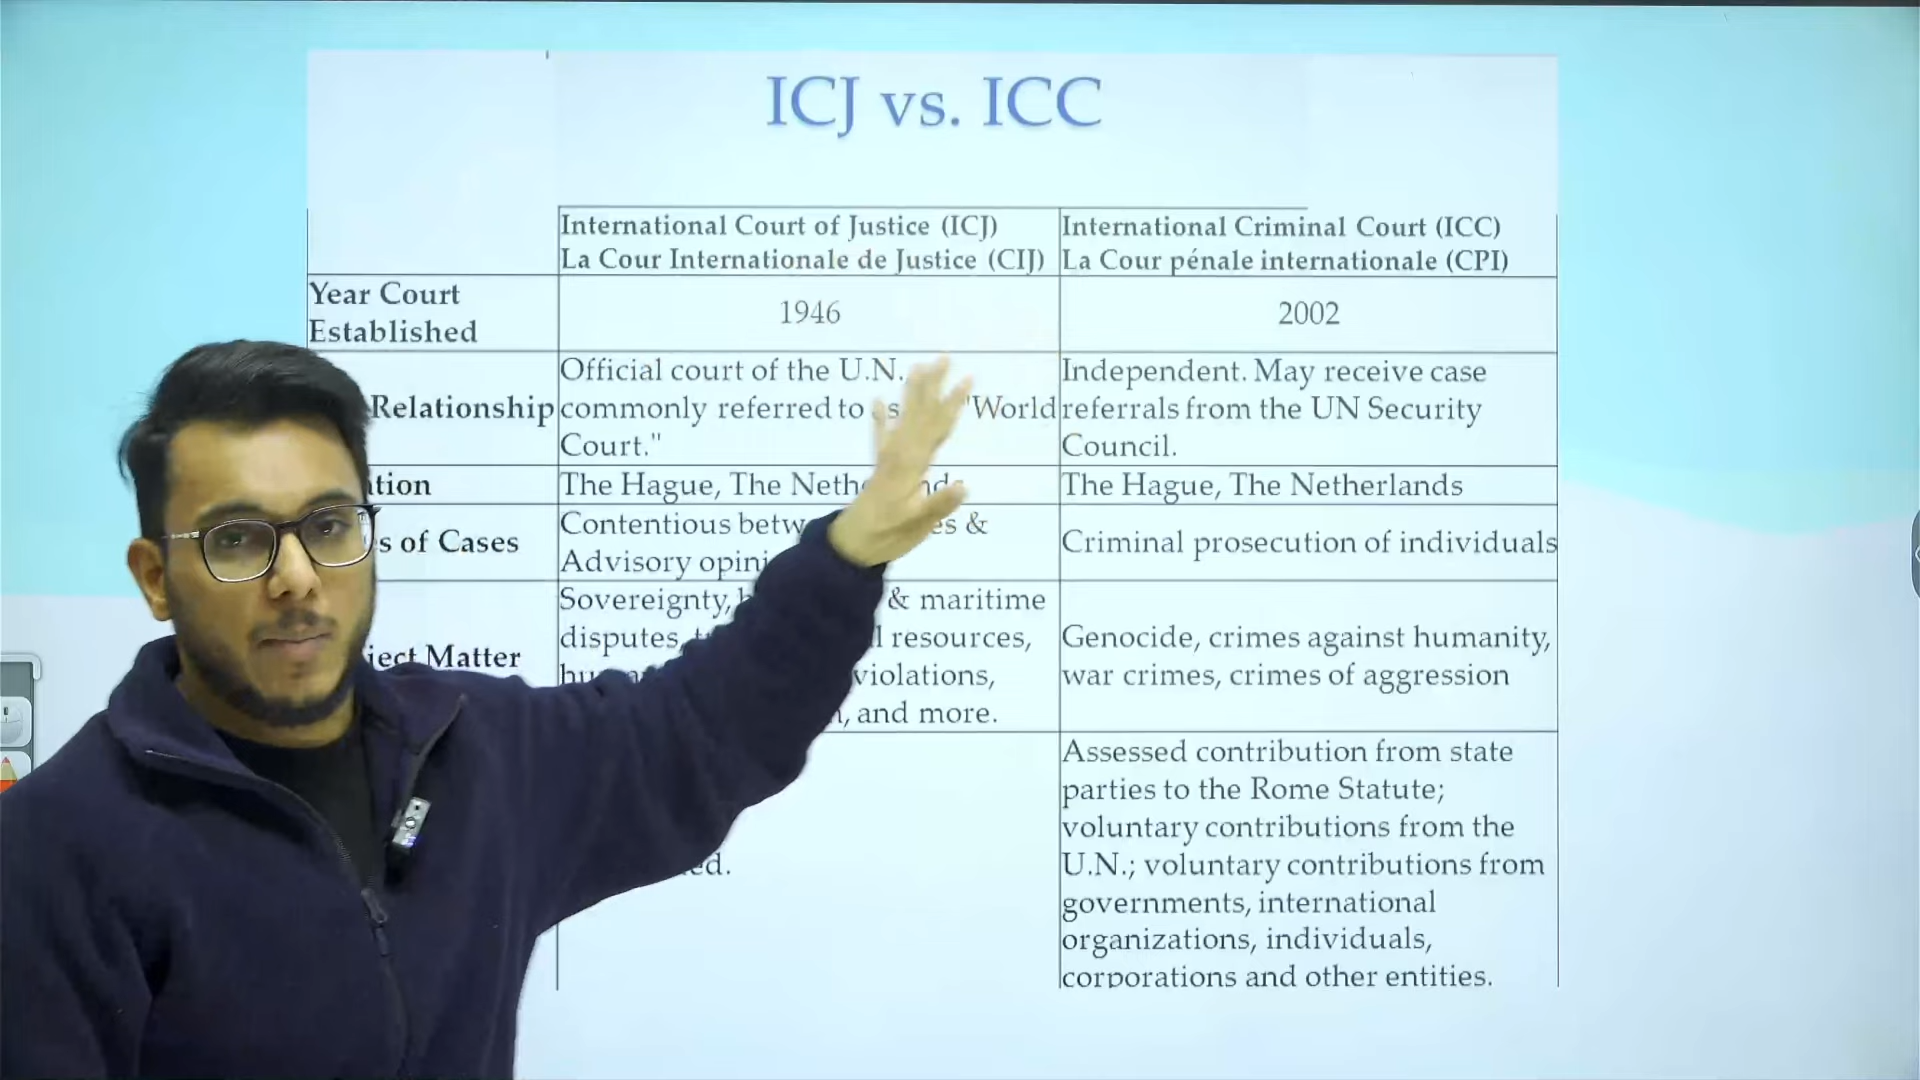 ICJ vs. ICC
International Court of Justice (ICJ)
La Cour Internationale de Justice (CIJ)
International Criminal Court (ICC)
La Cour pénale internationale (CPI)
Year Court
Established
1946
2002
Relationship
Official court of the U.N.
commonly referred to as "World
Court."
Independent. May receive case
referrals from the UN Security
Council.
The Hague, The
The Hague, The Netherlands
of Cases
Contentious &
Advisory
Criminal prosecution of individuals
Matter
Sovereignty, & maritime
disputes, resources,
violations,
and more.
Genocide, crimes against humanity,
war crimes, crimes of aggression
Assessed contribution from state
parties to the Rome Statute;
voluntary contributions from the
U.N.; voluntary contributions from
governments, international
organizations, individuals,
corporations and other entities.